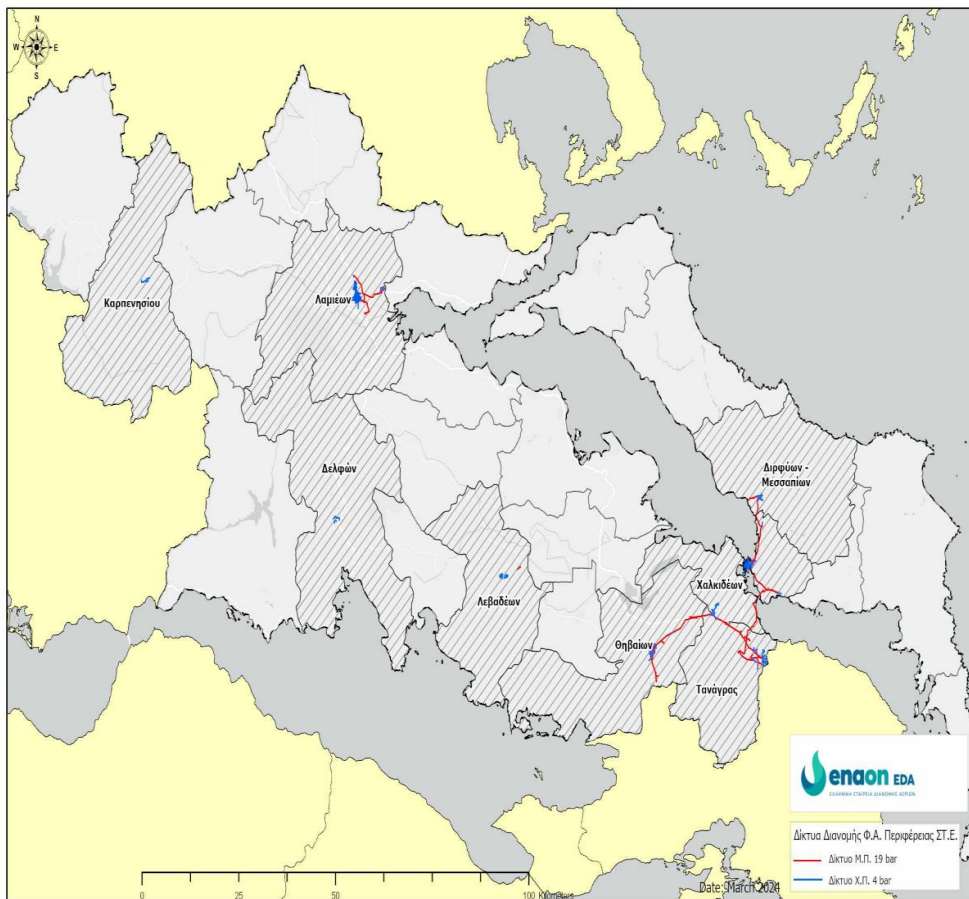 N
W E
S
Καρπενησίου
Λαμιέων
Δελφών
Διρφύων -
Μεσσαπίων
Λεβαδέων
Χαλκιδέων
Θηβαίων
Τανάγρας
enaon EDA
ΕΛΛΗΝΙΚΗ ΕΤΑΙΡΕΙΑ ΔΙΑΝΟΜΗΣ ΑΕΡΙΩΝ
Δίκτυα Διανομής Φ.Α. Περιφέρειας ΣΤ.Ε.
Δίκτυο Μ.Π. 19 bar
Δίκτυο Χ.Π. 4 bar
0 25 50 100 Kilometers
Date: March 2024